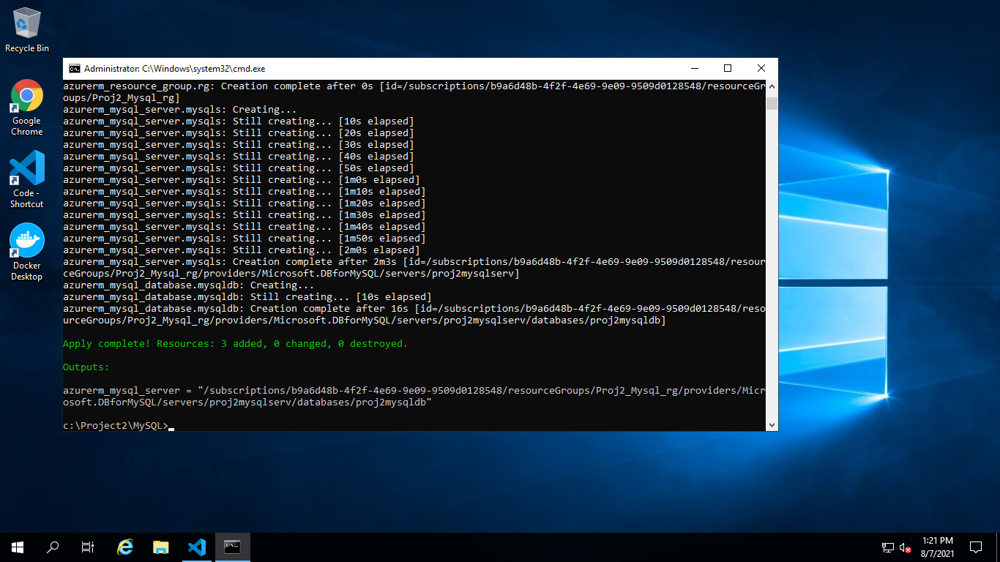 Recycle Bin
Google
Chrome
Code -
Shortcut
Docker
Desktop
Administrator: C:\Windows\system32\cmd.exe
azurerm_resource_group.rg: Creation complete after 0s [id=/subscriptions/b9a6d48b-4f2f-4e69-9e09-9509d0128548/resourceGr
oups/Proj2_Mysql_rg]
azurerm_mysql_server.mysqls: Creating...
azurerm_mysql_server.mysqls: Still creating... [10s elapsed]
azurerm_mysql_server.mysqls: Still creating... [20s elapsed]
azurerm_mysql_server.mysqls: Still creating... [30s elapsed]
azurerm_mysql_server.mysqls: Still creating... [40s elapsed]
azurerm_mysql_server.mysqls: Still creating... [50s elapsed]
azurerm_mysql_server.mysqls: Still creating... [1m0s elapsed]
azurerm_mysql_server.mysqls: Still creating... [1m10s elapsed]
azurerm_mysql_server.mysqls: Still creating... [1m20s elapsed]
azurerm_mysql_server.mysqls: Still creating... [1m30s elapsed]
azurerm_mysql_server.mysqls: Still creating... [1m40s elapsed]
azurerm_mysql_server.mysqls: Still creating... [1m50s elapsed]
azurerm_mysql_server.mysqls: Still creating... [2m0s elapsed]
azurerm_mysql_server.mysqls: Creation complete after 2m3s [id=/subscriptions/b9a6d48b-4f2f-4e69-9e09-9509d0128548/resour
ceGroups/Proj2_Mysql_rg/providers/Microsoft.DBforMySQL/servers/proj2mysqlserv]
azurerm_mysql_database.mysqldb: Creating...
azurerm_mysql_database.mysqldb: Still creating... [10s elapsed]
azurerm_mysql_database.mysqldb: Creation complete after 16s [id=/subscriptions/b9a6d48b-4f2f-4e69-9e09-9509d0128548/reso
urceGroups/Proj2_Mysql_rg/providers/Microsoft.DBforMySQL/servers/proj2mysqlserv/databases/proj2mysqldb]
Apply complete! Resources: 3 added, 0 changed, 0 destroyed.
Outputs:
azurerm_mysql_server = "/subscriptions/b9a6d48b-4f2f-4e69-9e09-9509d0128548/resourceGroups/Proj2_Mysql_rg/providers/Micr
osoft.DBforMySQL/servers/proj2mysqlserv/databases/proj2mysqldb"
c:\Project2\MySQL>
1:21 PM
8/7/2021